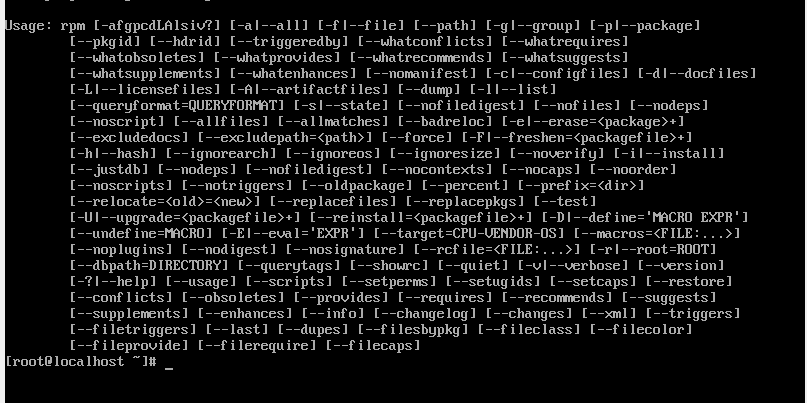 Usage: rpm [-afgpcdLAlsiv?] [-a|--all] [-f|--file] [--path] [-g|--group] [-p|--package]
[--pkgid] [--hdrid] [--triggeredby] [--whatconflicts] [--whatrequires]
[--whatobsoletes] [--whatprovides] [--whatrecommends] [--whatsuggests]
[--whatsupplements] [--whatenhances] [--nomanifest] [-c|--configfiles] [-d|--docfiles]
[-L|--licensefiles] [-A|--artifactfiles] [--dump] [-l|--list]
[--queryformat=QUERYFORMAT] [-s|--state] [--nofiledigest] [--nofiles] [--nodeps]
[--noscript] [--allfiles] [--allmatches] [--badreloc] [-e|--erase=<package>+]
[--excludedocs] [--excludepath=<path>] [--force] [-F|--freshen=<packagefile>+]
[-h|--hash] [--ignorearch] [--ignoreos] [--ignoresize] [--noverify] [-i|--install]
[--justdb] [--nodeps] [--nofiledigest] [--nocontexts] [--nocaps] [--noorder]
[--noscripts] [--notriggers] [--oldpackage] [--percent] [--prefix=<dir>]
[--relocate=<old>=<new>] [--replacefiles] [--replacepkgs] [--test]
[-U|--upgrade=<packagefile>+] [--reinstall=<packagefile>+] [-D|--define='MACRO EXPR']
[--undefine=MACRO] [-E|--eval='EXPR'] [--target=CPU-VENDOR-OS] [--macros=<FILE:...>]
[--noplugins] [--nodigest] [--nosignature] [--rcfile=<FILE:...>] [-r|--root=ROOT]
[--dbpath=DIRECTORY] [--querytags] [--showrc] [--quiet] [-v|--verbose] [--version]
[-?|--help] [--usage] [--scripts] [--setperms] [--setugids] [--setcaps] [--restore]
[--conflicts] [--obsoletes] [--provides] [--requires] [--recommends] [--suggests]
[--supplements] [--enhances] [--info] [--changelog] [--changes] [--xml] [--triggers]
[--filetriggers] [--last] [--dupes] [--filesbypkg] [--fileclass] [--filecolor]
[--fileprovide] [--filerequire] [--filecaps]
[root@localhost ~]# _